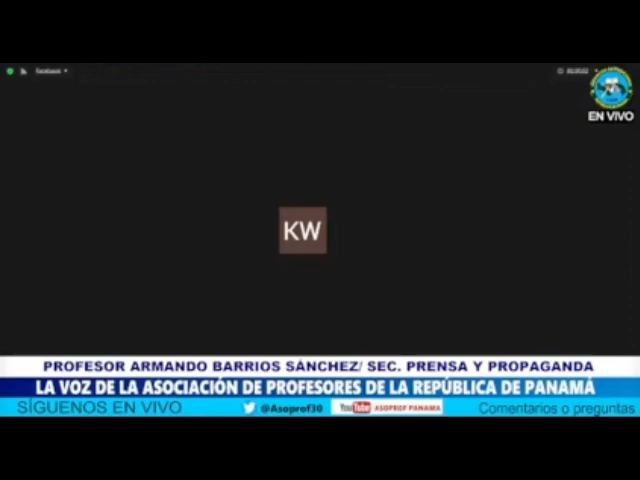 Facebook
EN VIVO
KW
PROFESOR ARMANDO BARRIOS SÁNCHEZ/ SEC. PRENSA Y PROPAGANDA
LA VOZ DE LA ASOCIACIÓN DE PROFESORES DE LA REPÚBLICA DE PANAMÁ
SÍGUENOS EN VIVO @Asoprof30 YouTube ASOPROF PANAMA Comentarios o preguntas